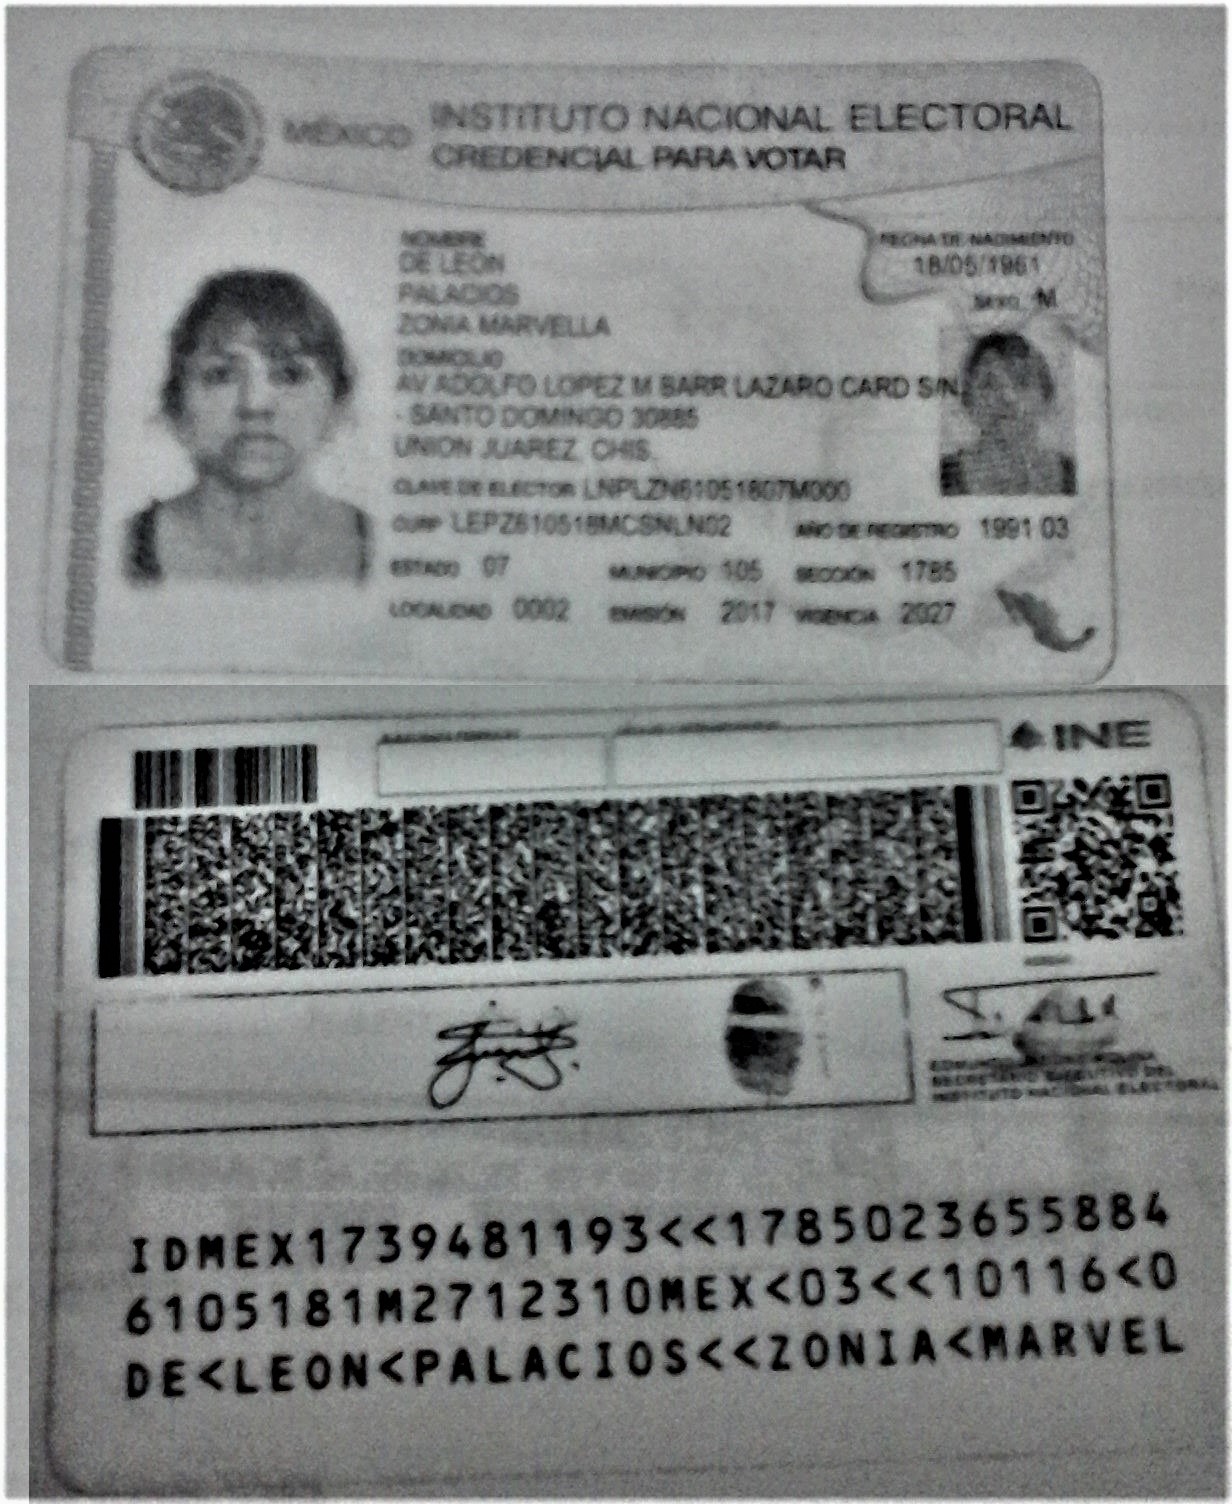 MÉXICO
INSTITUTO NACIONAL ELECTORAL
CREDENCIAL PARA VOTAR
NOMBRE
DE LEON
PALACIOS
ZONIA MARVELLA
FECHA DE NACIMIENTO
18/05/1961
SEXO M
DOMICILIO
AV ADOLFO LOPEZ M BARR LAZARO CARD S/N
- SANTO DOMINGO 30885
UNION JUAREZ, CHIS.
CLAVE DE ELECTOR LNPLZN61051807M000
CURP LEPZ610518MCSNLN02 AÑO DE REGISTRO 1991 03
ESTADO 07 MUNICIPIO 105 SECCIÓN 1785
LOCALIDAD 0002 EMISIÓN 2017 VIGENCIA 2027
INE
SECRETARIO EJECUTIVO DEL
INSTITUTO NACIONAL ELECTORAL
IDMEX1739481193<<1785023655884
6105181M2712310MEX<03<<10116<0
DE<LEON<PALACIOS<<ZONIA<MARVEL